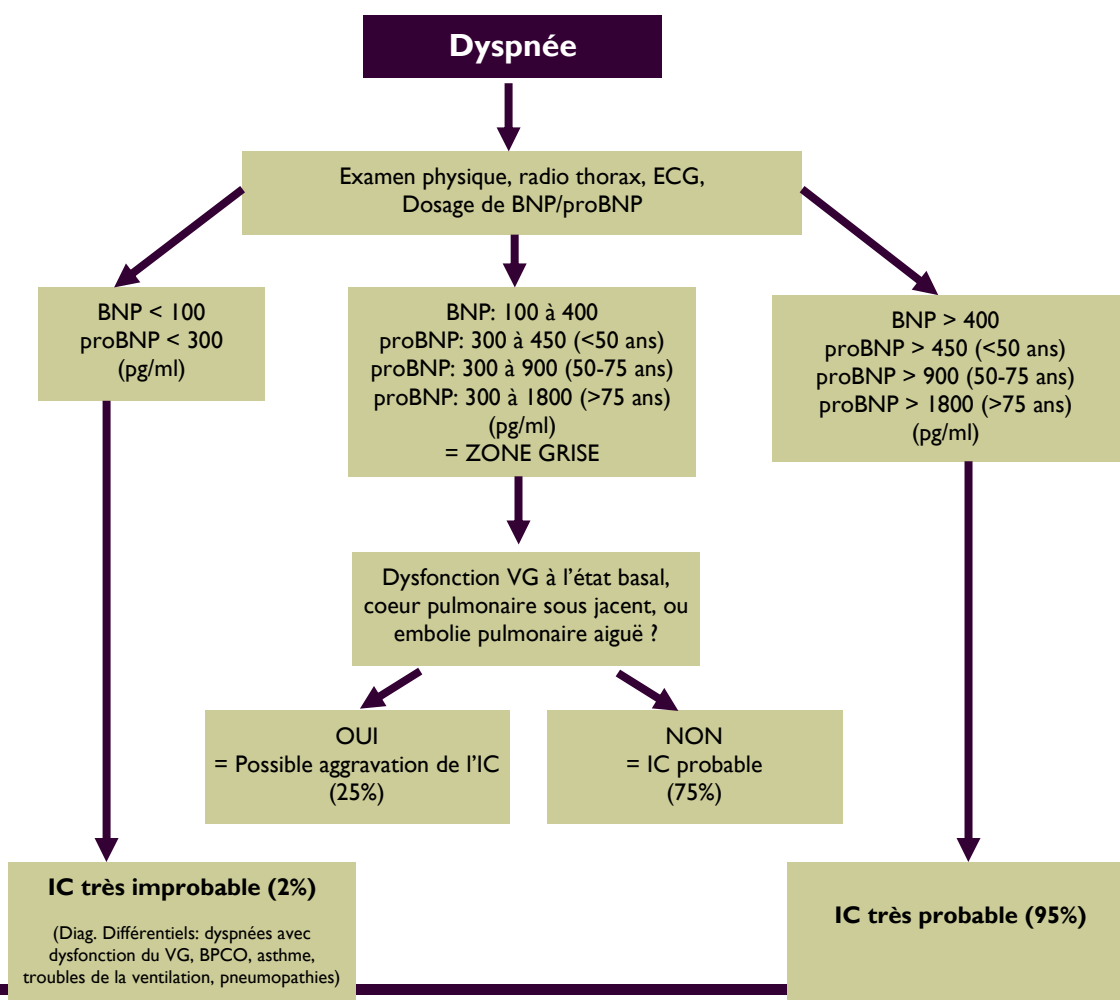 Dyspnée
Examen physique, radio thorax, ECG,
Dosage de BNP/proBNP
BNP < 100
proBNP < 300
(pg/ml)
BNP: 100 à 400
proBNP: 300 à 450 (<50 ans)
proBNP: 300 à 900 (50-75 ans)
proBNP: 300 à 1800 (>75 ans)
(pg/ml)
= ZONE GRISE
BNP > 400
proBNP > 450 (<50 ans)
proBNP > 900 (50-75 ans)
proBNP > 1800 (>75 ans)
(pg/ml)
Dysfonction VG à l’état basal,
coeur pulmonaire sous jacent, ou
embolie pulmonaire aiguë ?
OUI
= Possible aggravation de l’IC
(25%)
NON
= IC probable
(75%)
IC très improbable (2%)
(Diag. Différentiels: dyspnées avec
dysfonction du VG, BPCO, asthme,
troubles de la ventilation, pneumopathies)
IC très probable (95%)